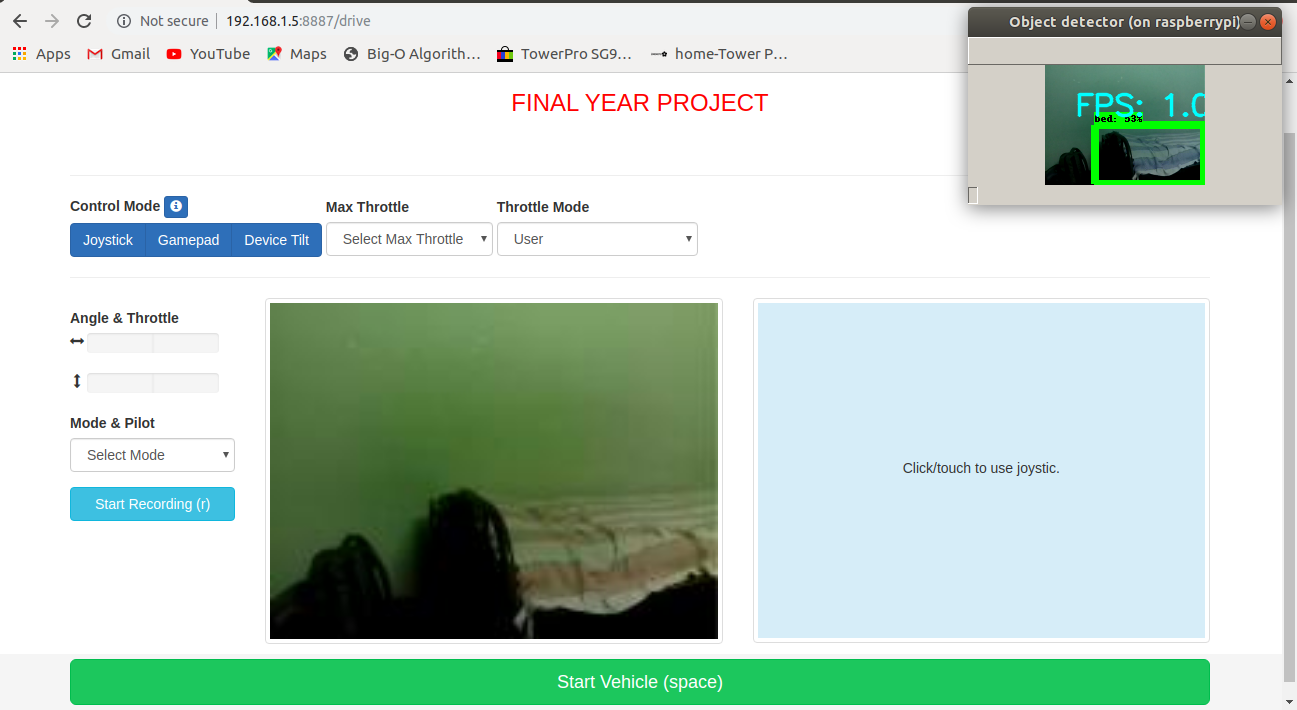 Not secure | 192.168.1.5:8887/drive
Object detector (on raspberrypi)
Apps Gmail YouTube Maps Big-O Algorith... TowerPro SG9... home-Tower P...
FPS: 1.0
bed:
FINAL YEAR PROJECT
Control Mode
Max Throttle
Throttle Mode
Joystick Gamepad Device Tilt
Select Max Throttle
User
Angle & Throttle
Mode & Pilot
Select Mode
Start Recording (r)
Click/touch to use joystic.
Start Vehicle (space)